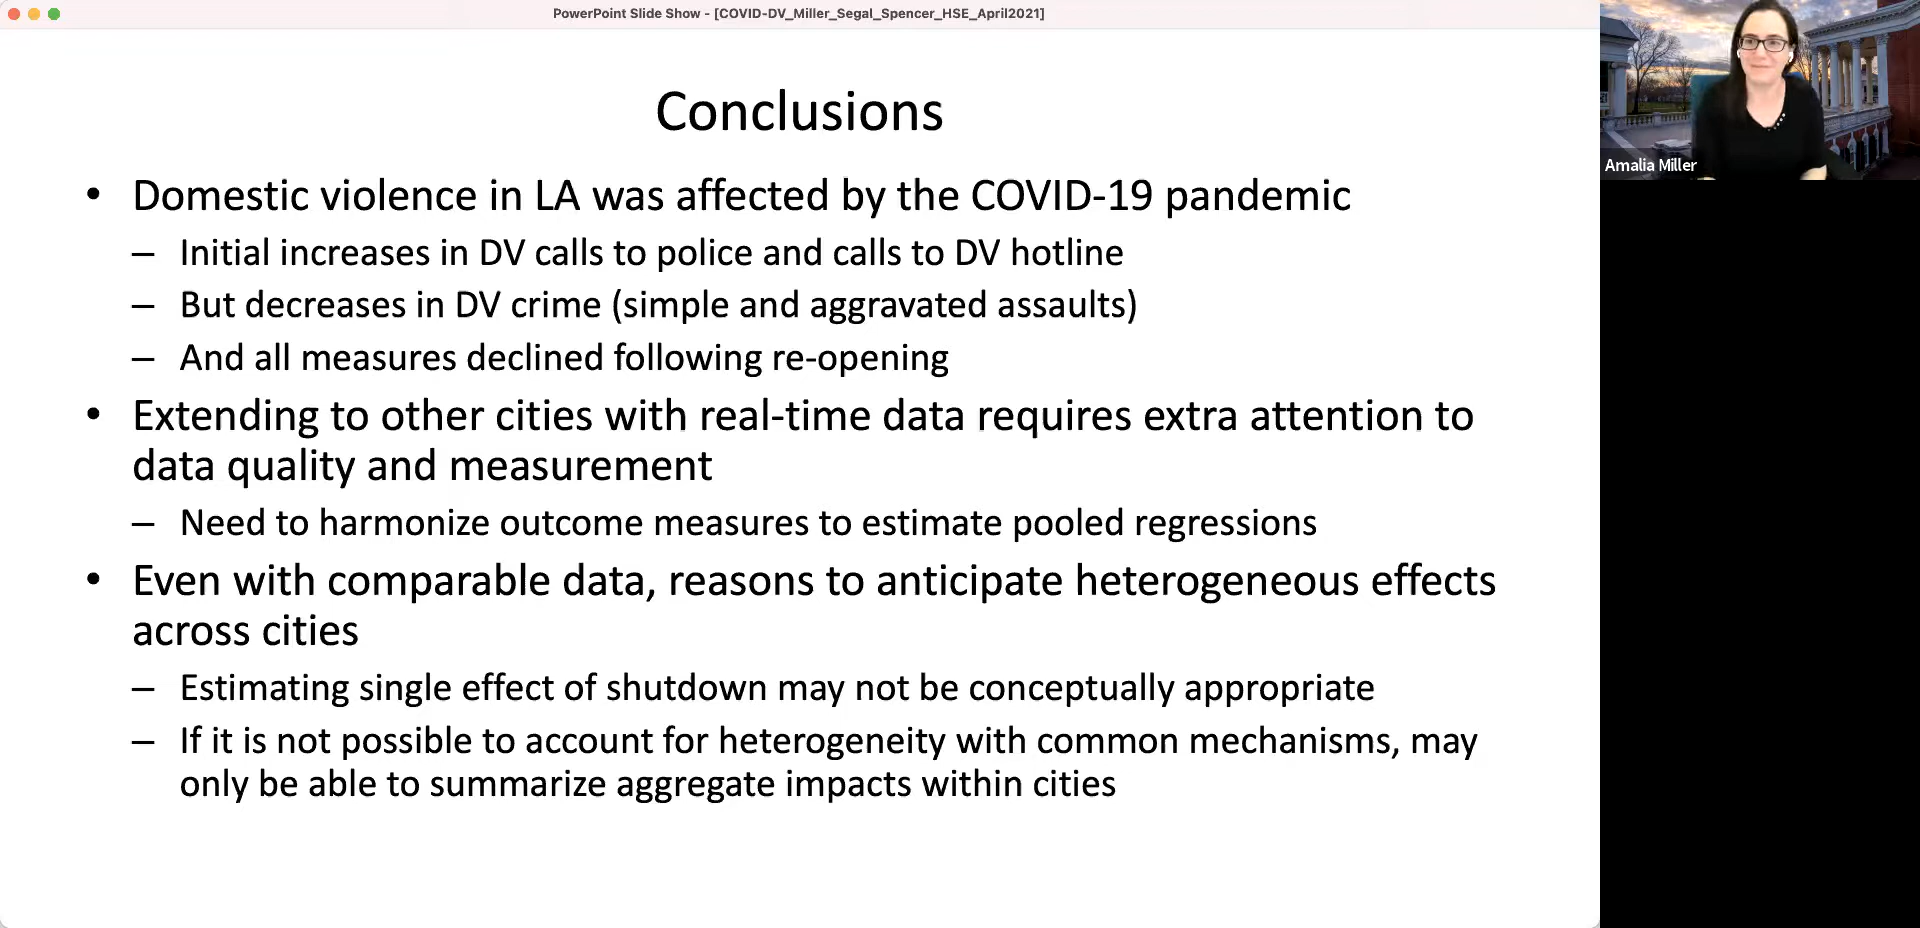 PowerPoint Slide Show - [COVID-DV_Miller_Segal_Spencer_HSE_April2021]
Conclusions
• Domestic violence in LA was affected by the COVID-19 pandemic
– Initial increases in DV calls to police and calls to DV hotline
– But decreases in DV crime (simple and aggravated assaults)
– And all measures declined following re-opening
• Extending to other cities with real-time data requires extra attention to
data quality and measurement
– Need to harmonize outcome measures to estimate pooled regressions
• Even with comparable data, reasons to anticipate heterogeneous effects
across cities
– Estimating single effect of shutdown may not be conceptually appropriate
– If it is not possible to account for heterogeneity with common mechanisms, may
only be able to summarize aggregate impacts within cities
Amalia Miller